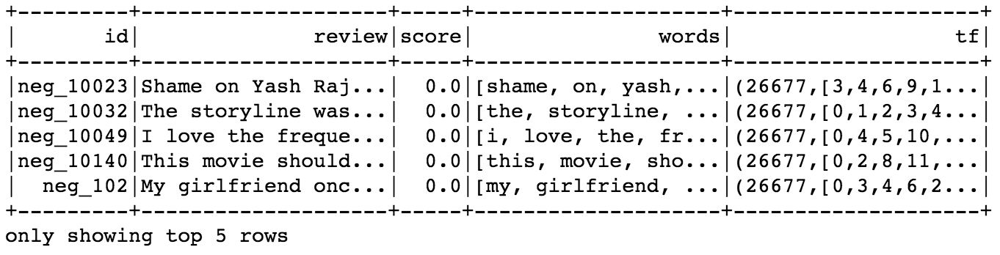 +---------+--------------------+-----+--------------------+--------------------+
|       id|              review|score|               words|                  tf|
+---------+--------------------+-----+--------------------+--------------------+
|neg_10023|Shame on Yash Raj...|  0.0|[shame, on, yash,...|(26677,[3,4,6,9,1...|
|neg_10032|The storyline was...|  0.0|[the, storyline, ...|(26677,[0,1,2,3,4...|
|neg_10049|I love the freque...|  0.0|[i, love, the, fr...|(26677,[0,4,5,10,...|
|neg_10140|This movie should...|  0.0|[this, movie, sho...|(26677,[0,2,8,11,...|
|  neg_102|My girlfriend onc...|  0.0|[my, girlfriend, ...|(26677,[0,3,4,6,2...|
+---------+--------------------+-----+--------------------+--------------------+
only showing top 5 rows